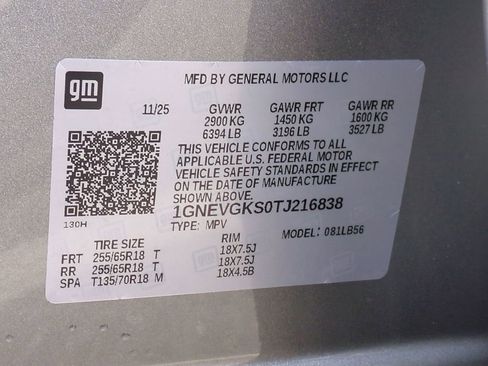 gm
MFD BY GENERAL MOTORS LLC
11/25 GVWR GAWR FRT GAWR RR
2900 KG 1450 KG 1600 KG
6394 LB 3196 LB 3527 LB
THIS VEHICLE CONFORMS TO ALL
APPLICABLE U.S. FEDERAL MOTOR
VEHICLE SAFETY STANDARDS IN EFFECT
ON THE DATE OF MANUFACTURE
SHOWN ABOVE.
1GNEVGKS0TJ216838
130H
TYPE: MPV MODEL: 081LB56
TIRE SIZE RIM
FRT 255/65R18 T 18X7.5J
RR 255/65R18 T 18X7.5J
SPA T135/70R18 M 18X4.5B